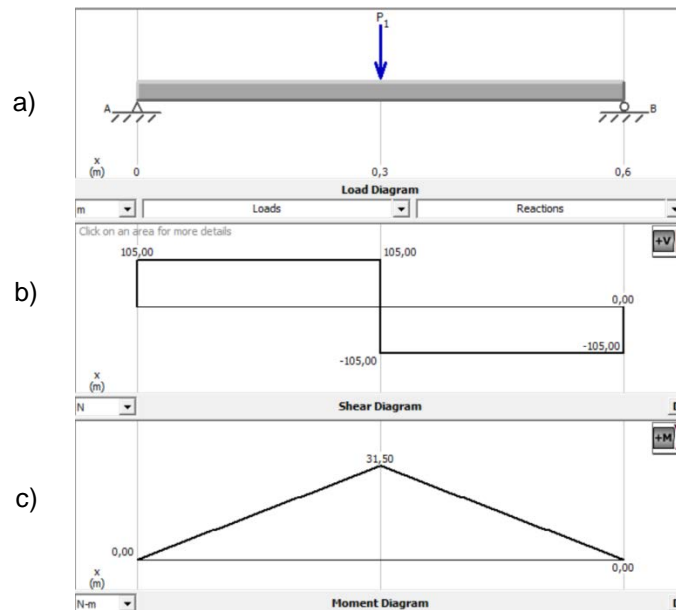 a)
P1
A
B
x
(m)
0
0,3
0,6
Load Diagram
m
Loads
Reactions
b)
Click on an area for more details
+V
105,00
105,00
0,00
-105,00
-105,00
x
(m)
N
Shear Diagram
c)
+M
31,50
0,00
0,00
x
(m)
N-m
Moment Diagram